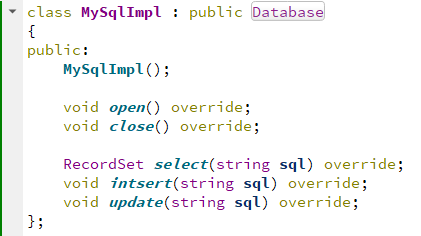 class MySqlImpl : public Database
{
public:
MySqlImpl();
void open() override;
void close() override;
RecordSet select(string sql) override;
void intsert(string sql) override;
void update(string sql) override;
};